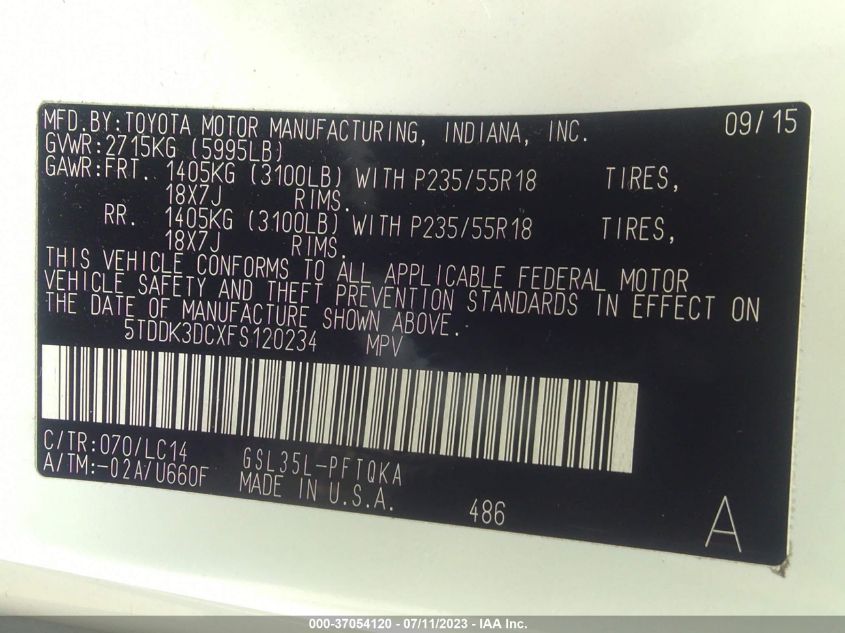 MFD.BY:TOYOTA MOTOR MANUFACTURING, INDIANA, INC. 09/15
GVWR:2715KG (5995LB)
GAWR:FRT. 1405KG (3100LB) WITH P235/55R18 TIRES,
18X7J RIMS.
RR. 1405KG (3100LB) WITH P235/55R18 TIRES,
18X7J RIMS.
THIS VEHICLE CONFORMS TO ALL APPLICABLE FEDERAL MOTOR
VEHICLE SAFETY AND THEFT PREVENTION STANDARDS IN EFFECT ON
THE DATE OF MANUFACTURE SHOWN ABOVE.
5TDDK3DCXFS120234 MPV
C/TR:070/LC14 GSL35L-PFTQKA
A/TM:-02A/U660F MADE IN U.S.A. 486 A
000-37054120 - 07/11/2023 - IAA Inc.